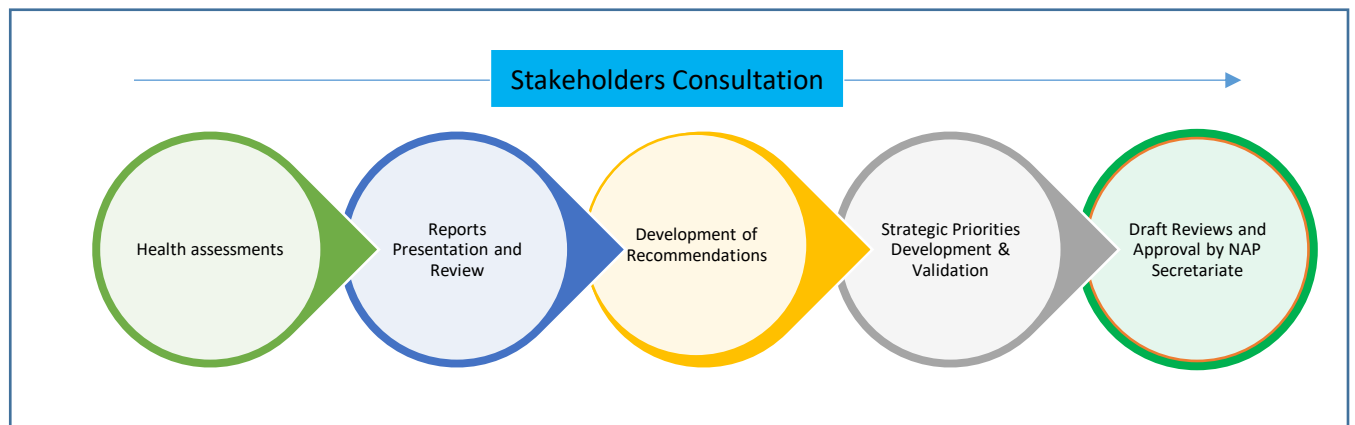 Stakeholders Consultation
Health assessments
Reports
Presentation and
Review
Development of
Recommendations
Strategic Priorities
Development &
Validation
Draft Reviews and
Approval by NAP
Secretariate